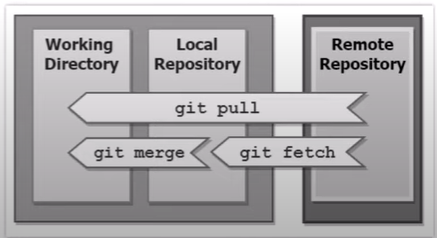 Working
Directory
Local
Repository
Remote
Repository
git pull
git merge
git fetch